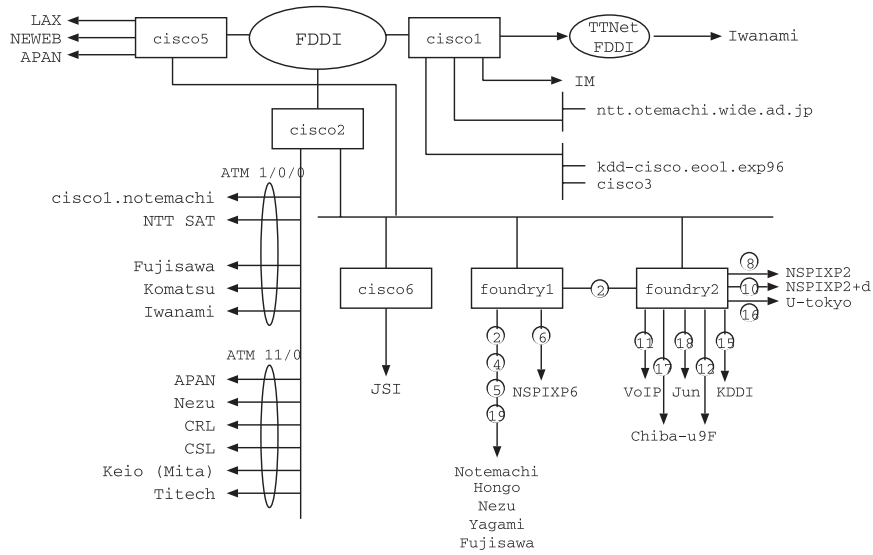 LAX
NEWEB
APAN
cisco5
FDDI
cisco1
TTNet
FDDI
Iwanami
IM
ntt.otemachi.wide.ad.jp
kdd-cisco.eool.exp96
cisco3
cisco2
ATM 1/0/0
cisco1.notemachi
NTT SAT
Fujisawa
Komatsu
Iwanami
ATM 11/0
APAN
Nezu
CRL
CSL
Keio (Mita)
Titech
cisco6
JSI
foundry1
2
foundry2
8
NSPIXP2
10
NSPIXP2+d
U-tokyo
16
2
4
5
19
6
NSPIXP6
Notemachi
Hongo
Nezu
Yagami
Fujisawa
11
17
18
12
15
VoIP
Jun
KDDI
Chiba-u9F